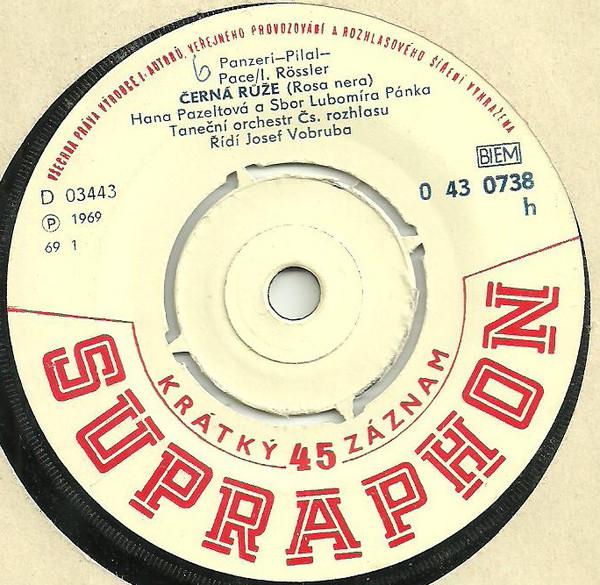 VŠECHNA PRÁVA VÝROBCE I AUTORŮ, VEŘEJNÉHO PROVOZOVÁNÍ A ROZHLASOVÉHO ŠÍŘENÍ VYHRAŽENA
6
Panzeri–Pilal–
Pace/I. Rössler
ČERNÁ RŮŽE (Rosa nera)
Hana Pazeltová a Sbor Lubomíra Pánka
Taneční orchestr Čs. rozhlasu
Řídí Josef Vobruba
BIEM
D 03443
0 43 0738
h
Ⓟ 1969
69 1
KRÁTKÝ 45 ZÁZNAM
SUPRAPHON